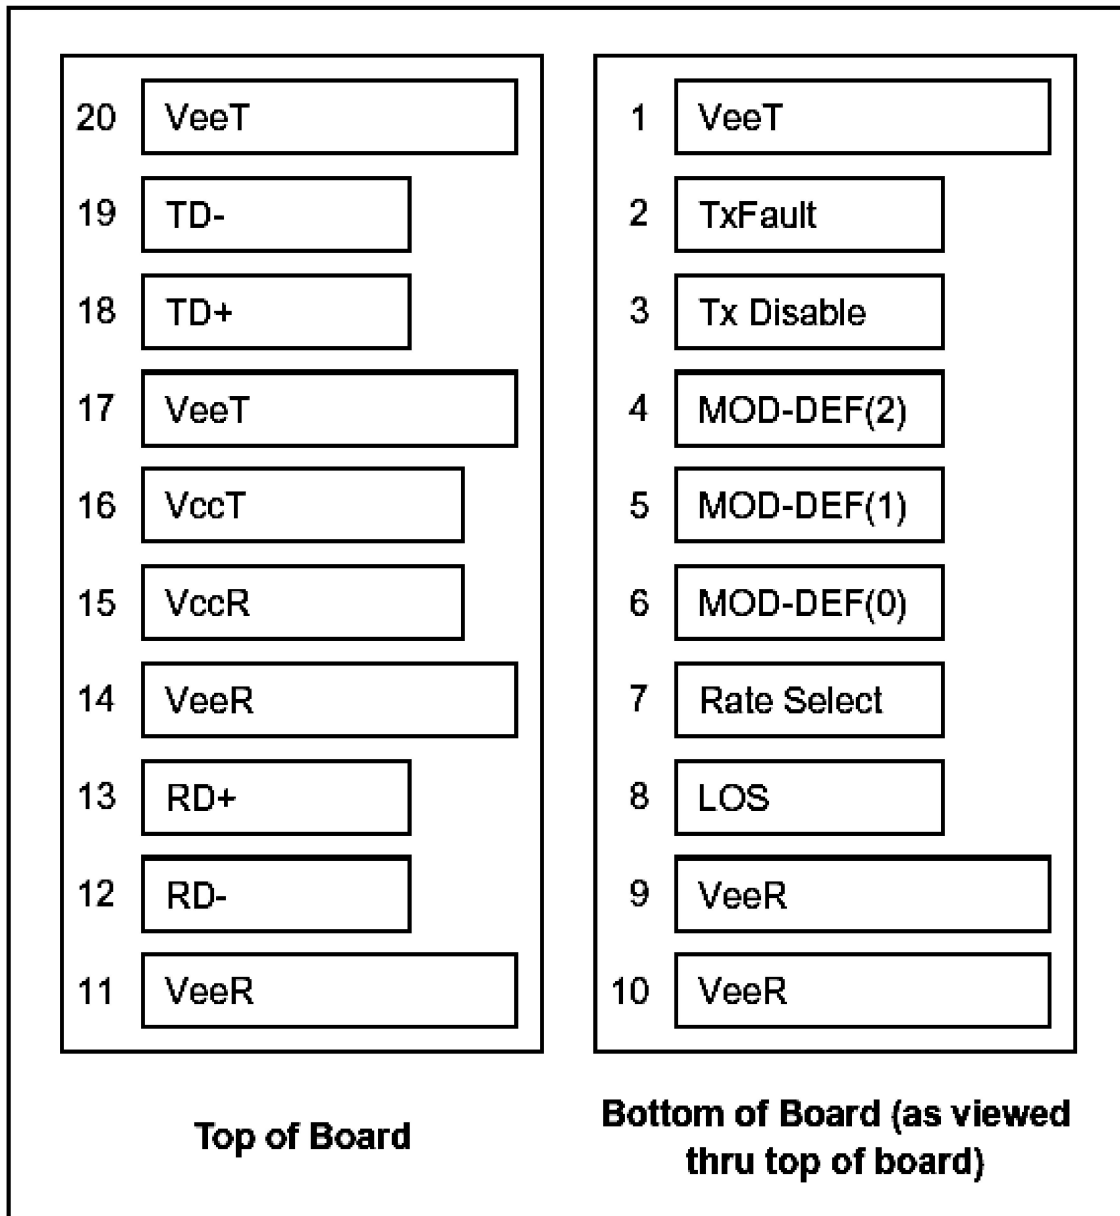 20 VeeT
19 TD-
18 TD+
17 VeeT
16 VccT
15 VccR
14 VeeR
13 RD+
12 RD-
11 VeeR
Top of Board
1 VeeT
2 TxFault
3 Tx Disable
4 MOD-DEF(2)
5 MOD-DEF(1)
6 MOD-DEF(0)
7 Rate Select
8 LOS
9 VeeR
10 VeeR
Bottom of Board (as viewed
thru top of board)